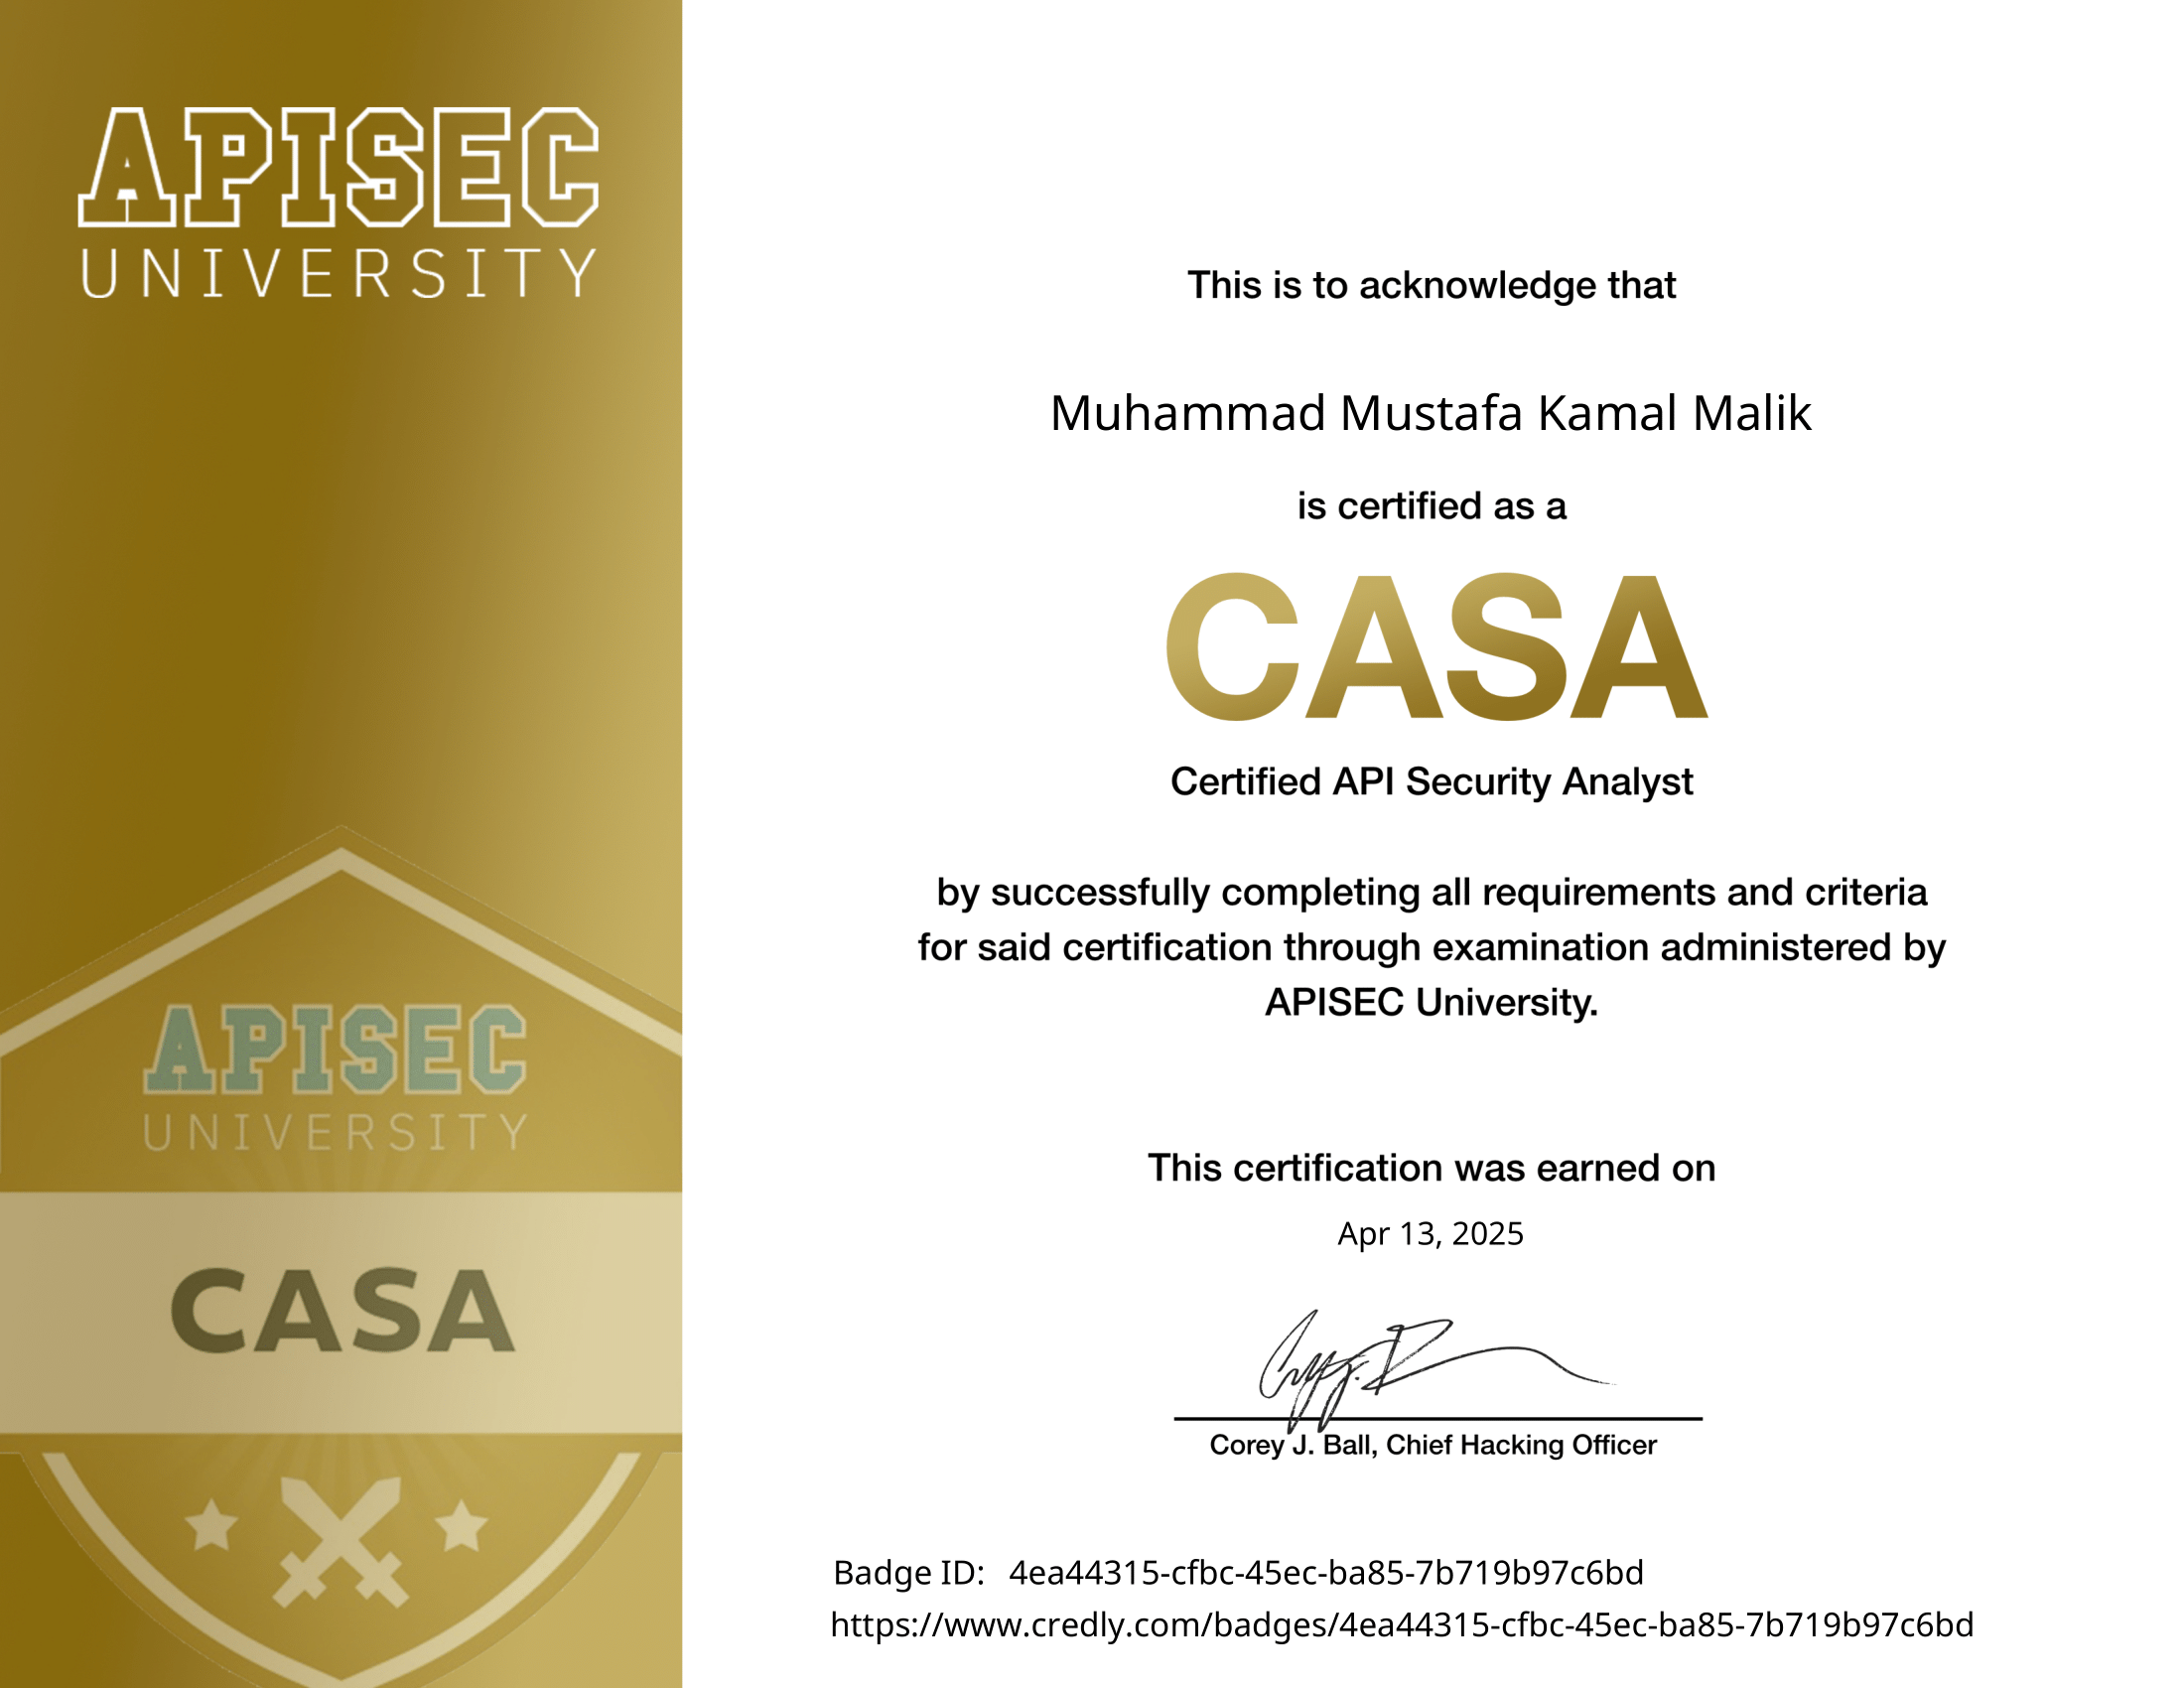 APISEC
UNIVERSITY
This is to acknowledge that
Muhammad Mustafa Kamal Malik
is certified as a
CASA
Certified API Security Analyst
by successfully completing all requirements and criteria
for said certification through examination administered by
APISEC University.
This certification was earned on
Apr 13, 2025
Corey J. Ball, Chief Hacking Officer
Badge ID: 4ea44315-cfbc-45ec-ba85-7b719b97c6bd
https://www.credly.com/badges/4ea44315-cfbc-45ec-ba85-7b719b97c6bd
APISEC
UNIVERSITY
CASA